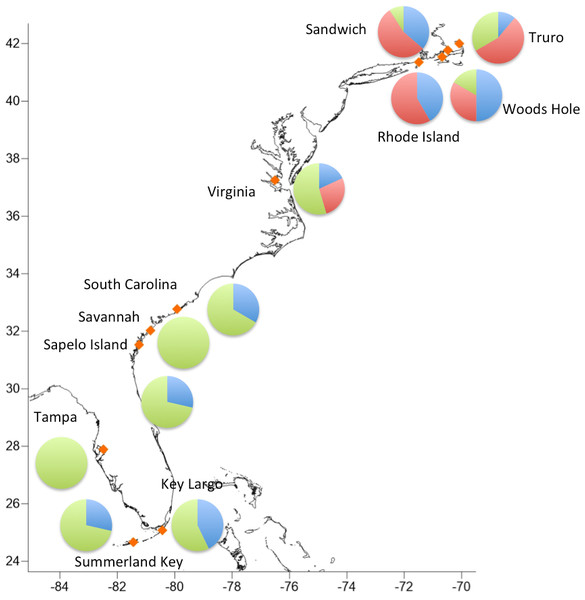 Sandwich
Truro
Woods Hole
Rhode Island
Virginia
South Carolina
Savannah
Sapelo Island
Tampa
Key Largo
Summerland Key
42
40
38
36
34
32
30
28
26
24
-84
-82
-80
-78
-76
-74
-72
-70